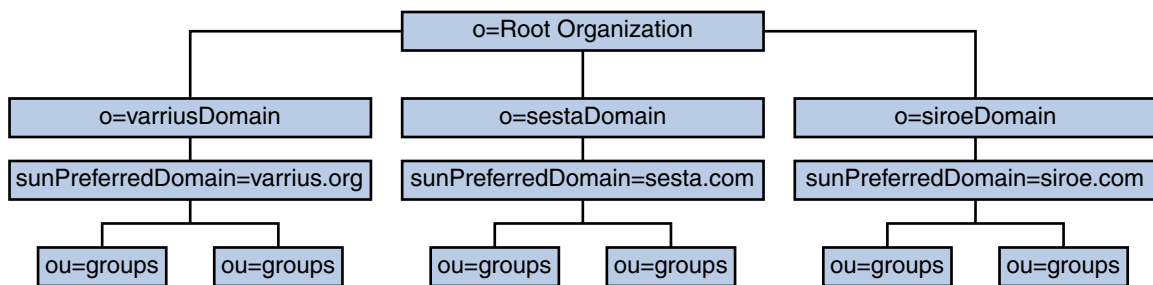 o=Root Organization
o=varriusDomain
o=sestaDomain
o=siroeDomain
sunPreferredDomain=varrius.org
sunPreferredDomain=sesta.com
sunPreferredDomain=siroe.com
ou=groups
ou=groups
ou=groups
ou=groups
ou=groups
ou=groups